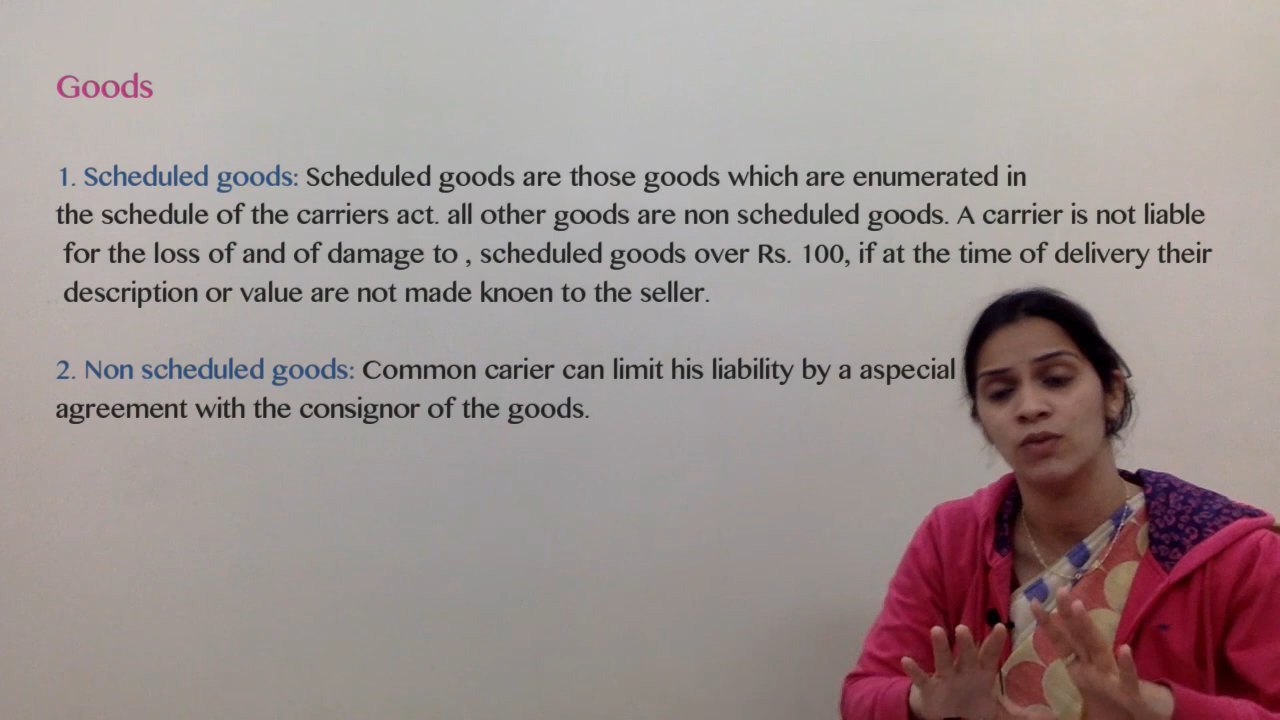 Goods
1. Scheduled goods: Scheduled goods are those goods which are enumerated in
the schedule of the carriers act. all other goods are non scheduled goods. A carrier is not liable
for the loss of and of damage to , scheduled goods over Rs. 100, if at the time of delivery their
description or value are not made knoen to the seller.
2. Non scheduled goods: Common carier can limit his liability by a aspecial
agreement with the consignor of the goods.